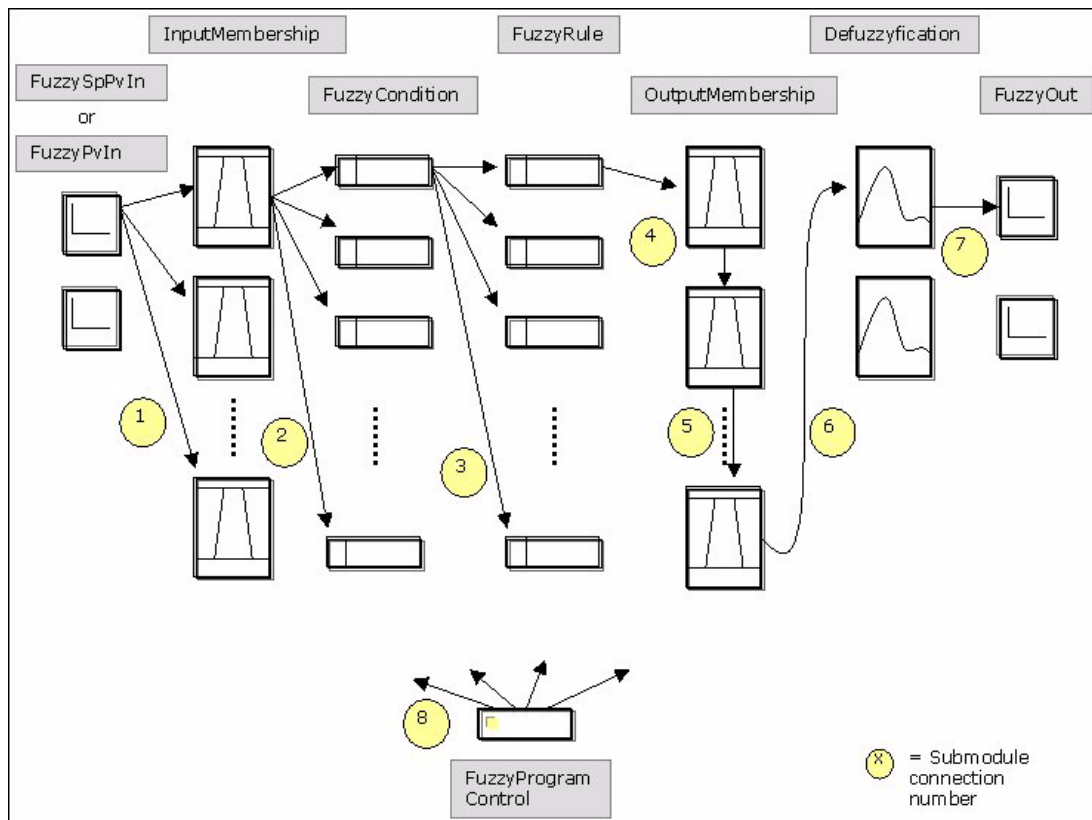 InputMembership
FuzzyRule
Defuzzyfication
FuzzySpPvIn
or
FuzzyPvIn
FuzzyCondition
OutputMembership
FuzzyOut
1
2
3
4
5
6
7
8
FuzzyProgram
Control
x
= Submodule
connection
number